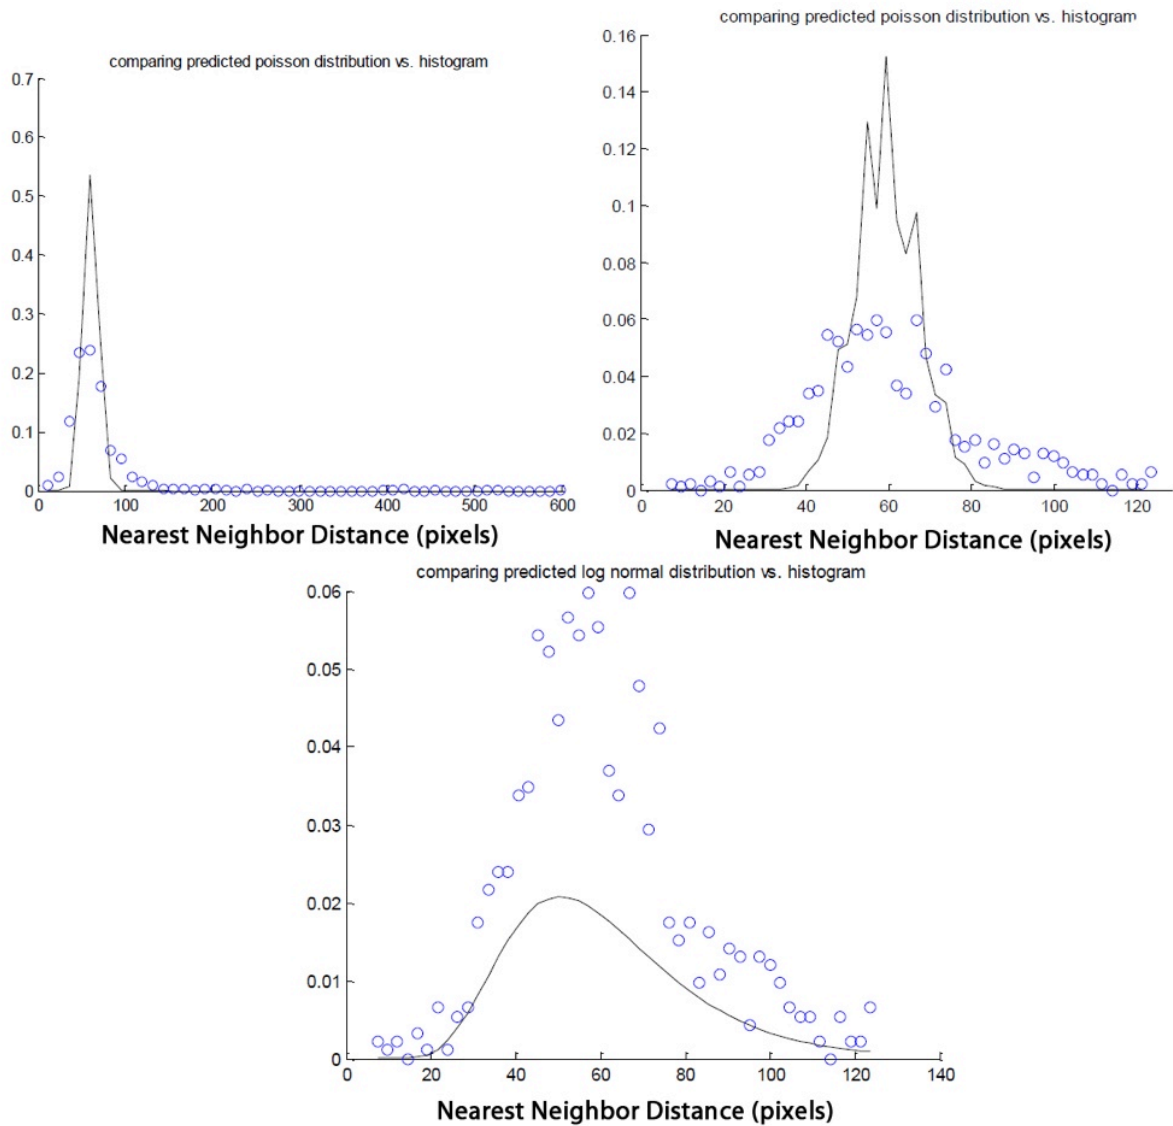 comparing predicted poisson distribution vs. histogram
0.7
0.6
0.5
0.4
0.3
0.2
0.1
0
0 100 200 300 400 500 600
Nearest Neighbor Distance (pixels)
comparing predicted poisson distribution vs. histogram
0.16
0.14
0.12
0.1
0.08
0.06
0.04
0.02
0
0 20 40 60 80 100 120
Nearest Neighbor Distance (pixels)
comparing predicted log normal distribution vs. histogram
0.06
0.05
0.04
0.03
0.02
0.01
0
0 20 40 60 80 100 120 140
Nearest Neighbor Distance (pixels)